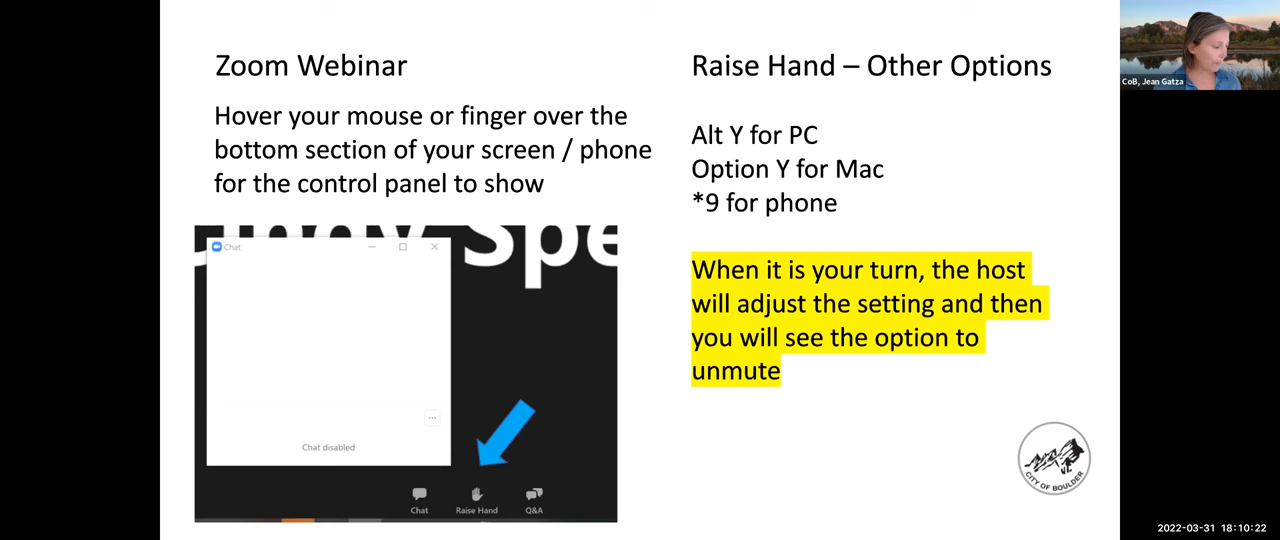 Zoom Webinar
Hover your mouse or finger over the
bottom section of your screen / phone
for the control panel to show
Spe
Chat
Chat disabled
Chat
Raise Hand
Q&A
Raise Hand – Other Options
Alt Y for PC
Option Y for Mac
*9 for phone
When it is your turn, the host
will adjust the setting and then
you will see the option to
unmute
CITY OF BOULDER
CoB, Jean Gatza
2022-03-31 18:10:22